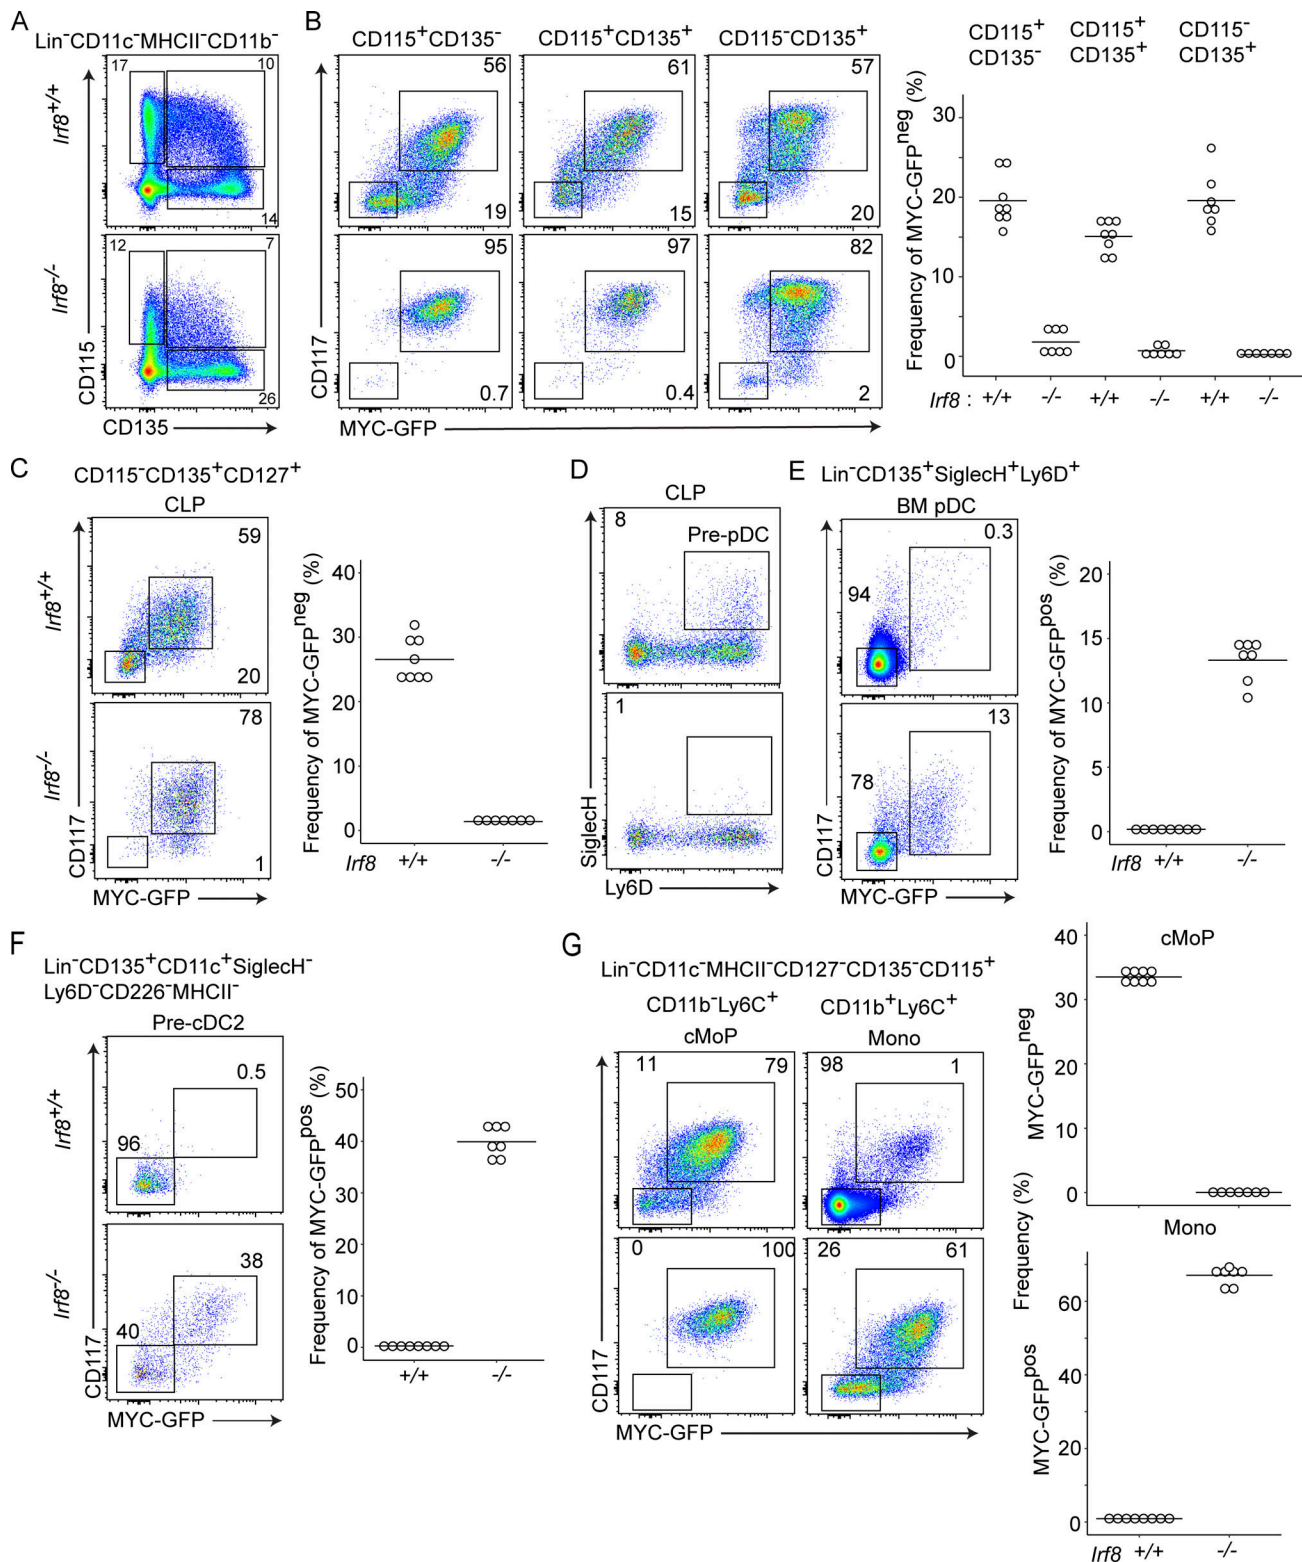 A
Lin⁻CD11c⁻MHCII⁻CD11b⁻
17
10
14
Irf8⁺/⁺
12
7
26
Irf8⁻/⁻
CD115
CD135
B
CD115⁺CD135⁻
CD115⁺CD135⁺
CD115⁻CD135⁺
56
61
57
19
15
20
95
97
82
0.7
0.4
2
CD117
MYC-GFP
CD115⁺
CD135⁻
CD115⁺
CD135⁺
CD115⁻
CD135⁺
Frequency of MYC-GFPⁿᵉᵍ (%)
30
20
10
0
Irf8 : +/+ -/- +/+ -/- +/+ -/-
C
CD115⁻CD135⁺CD127⁺
CLP
Irf8⁺/⁺
59
20
Irf8⁻/⁻
78
1
CD117
MYC-GFP
Frequency of MYC-GFPⁿᵉᵍ (%)
40
30
20
10
0
Irf8 +/+ -/-
D
CLP
8
Pre-pDC
1
SiglecH
Ly6D
E
Lin⁻CD135⁺SiglecH⁺Ly6D⁺
BM pDC
0.3
94
13
78
CD117
MYC-GFP
Frequency of MYC-GFPᵖᵒˢ (%)
20
15
10
5
0
Irf8 +/+ -/-
F
Lin⁻CD135⁺CD11c⁺SiglecH⁻
Ly6D⁻CD226⁻MHCII⁻
Pre-cDC2
Irf8⁺/⁺
0.5
96
Irf8⁻/⁻
38
40
CD117
MYC-GFP
Frequency of MYC-GFPᵖᵒˢ (%)
50
40
30
20
10
0
+/+ -/-
G
Lin⁻CD11c⁻MHCII⁻CD127⁻CD135⁻CD115⁺
CD11b⁻Ly6C⁺
cMoP
CD11b⁺Ly6C⁺
Mono
11
79
98
1
0
100
26
61
CD117
MYC-GFP
cMoP
MYC-GFPⁿᵉᵍ
40
30
20
10
0
Frequency (%)
Mono
MYC-GFPᵖᵒˢ
60
40
20
0
Irf8 +/+ -/-